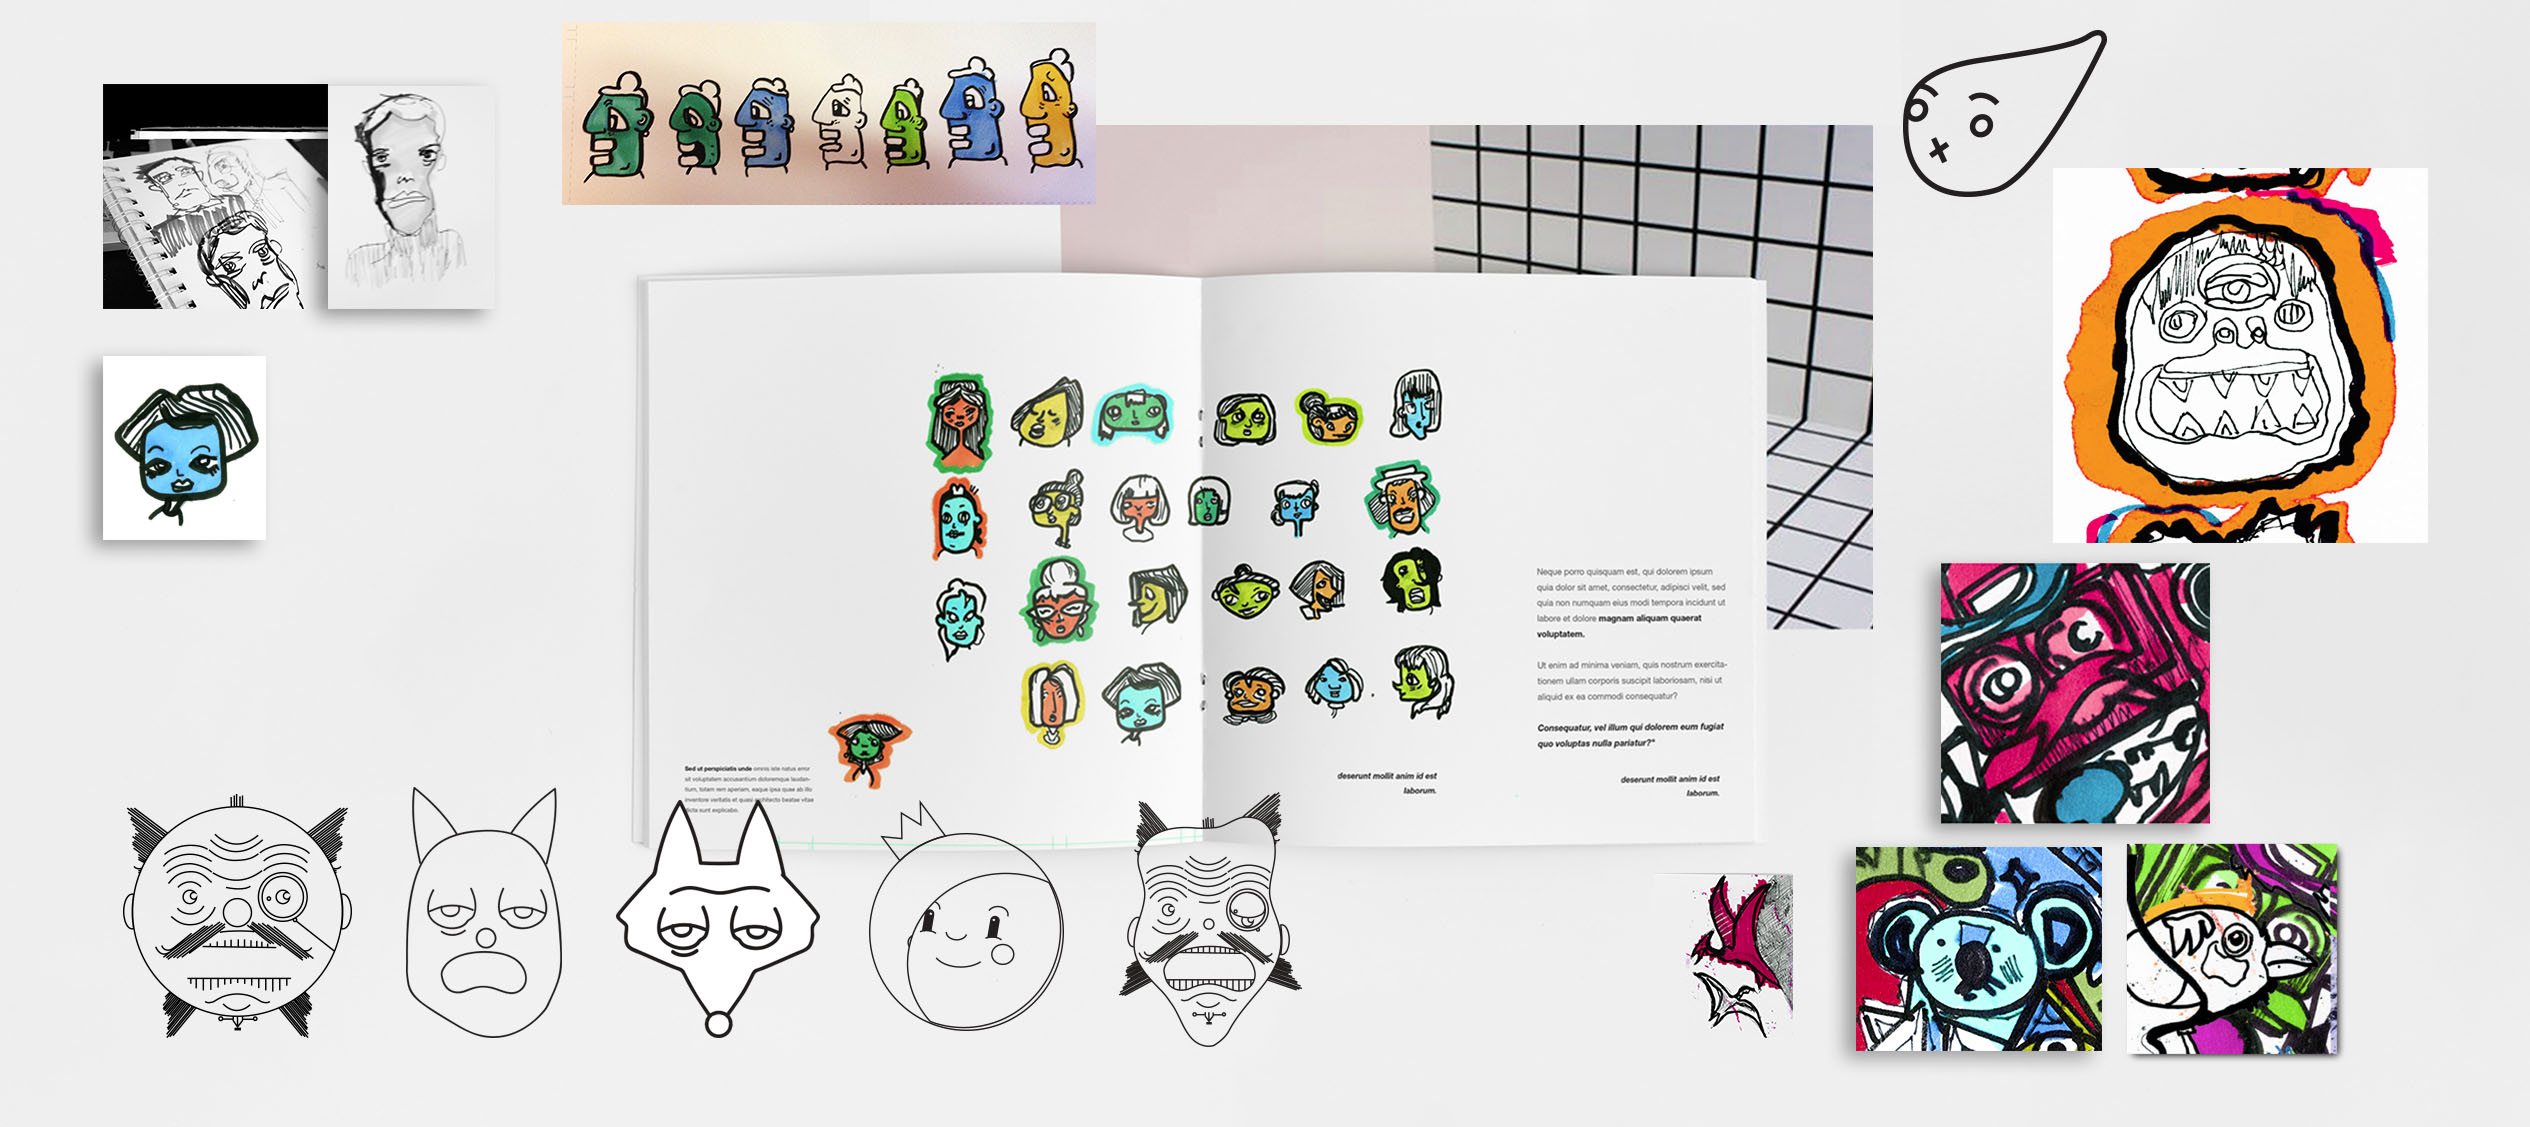 Neque porro quisquam est, qui dolorem ipsum
quia dolor sit amet, consectetur, adipisci velit, sed
quia non numquam eius modi tempora incidunt ut
labore et dolore magnam aliquam quaerat
voluptatem.
Ut enim ad minima veniam, quis nostrum exercita-
tionem ullam corporis suscipit laboriosam, nisi ut
aliquid ex ea commodi consequatur?
Consequatur, vel illum qui dolorem eum fugiat
quo voluptas nulla pariatur?"
Sed ut perspiciatis unde omnis iste natus error
sit voluptatem accusantium doloremque laudan-
tium, totam rem aperiam, eaque ipsa quae ab illo
inventore veritatis et quasi architecto beatae vitae
dicta sunt explicabo.
deserunt mollit anim id est
laborum.
deserunt mollit anim id est
laborum.